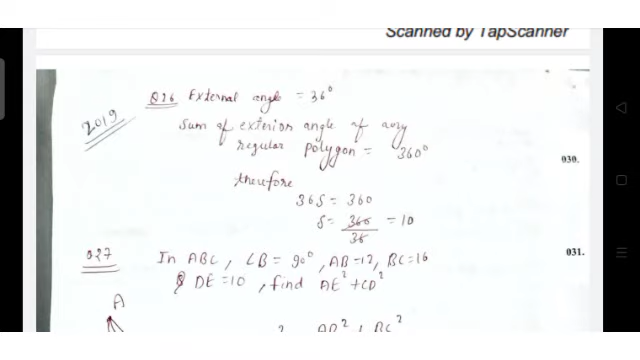 Scanned by TapScanner
2019
Q26 External angle = 36°
Sum of exterior angle of any
regular polygon = 360°
030.
therefore
36S = 360
S = 360/36 = 10
031.
Q27 In ABC, ∠B = 90°, AB=12, BC=16
& DE=10, find AE² + CD²
A
² = AB² + BC²